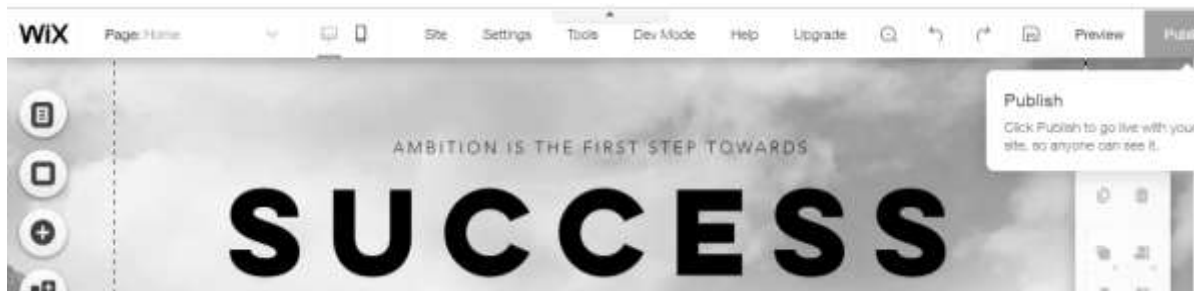 WiX Page: Home Site Settings Tools Dev Mode Help Upgrade Preview Publi
Publish
Click Publish to go live with your
site, so anyone can see it.
AMBITION IS THE FIRST STEP TOWARDS
SUCCESS